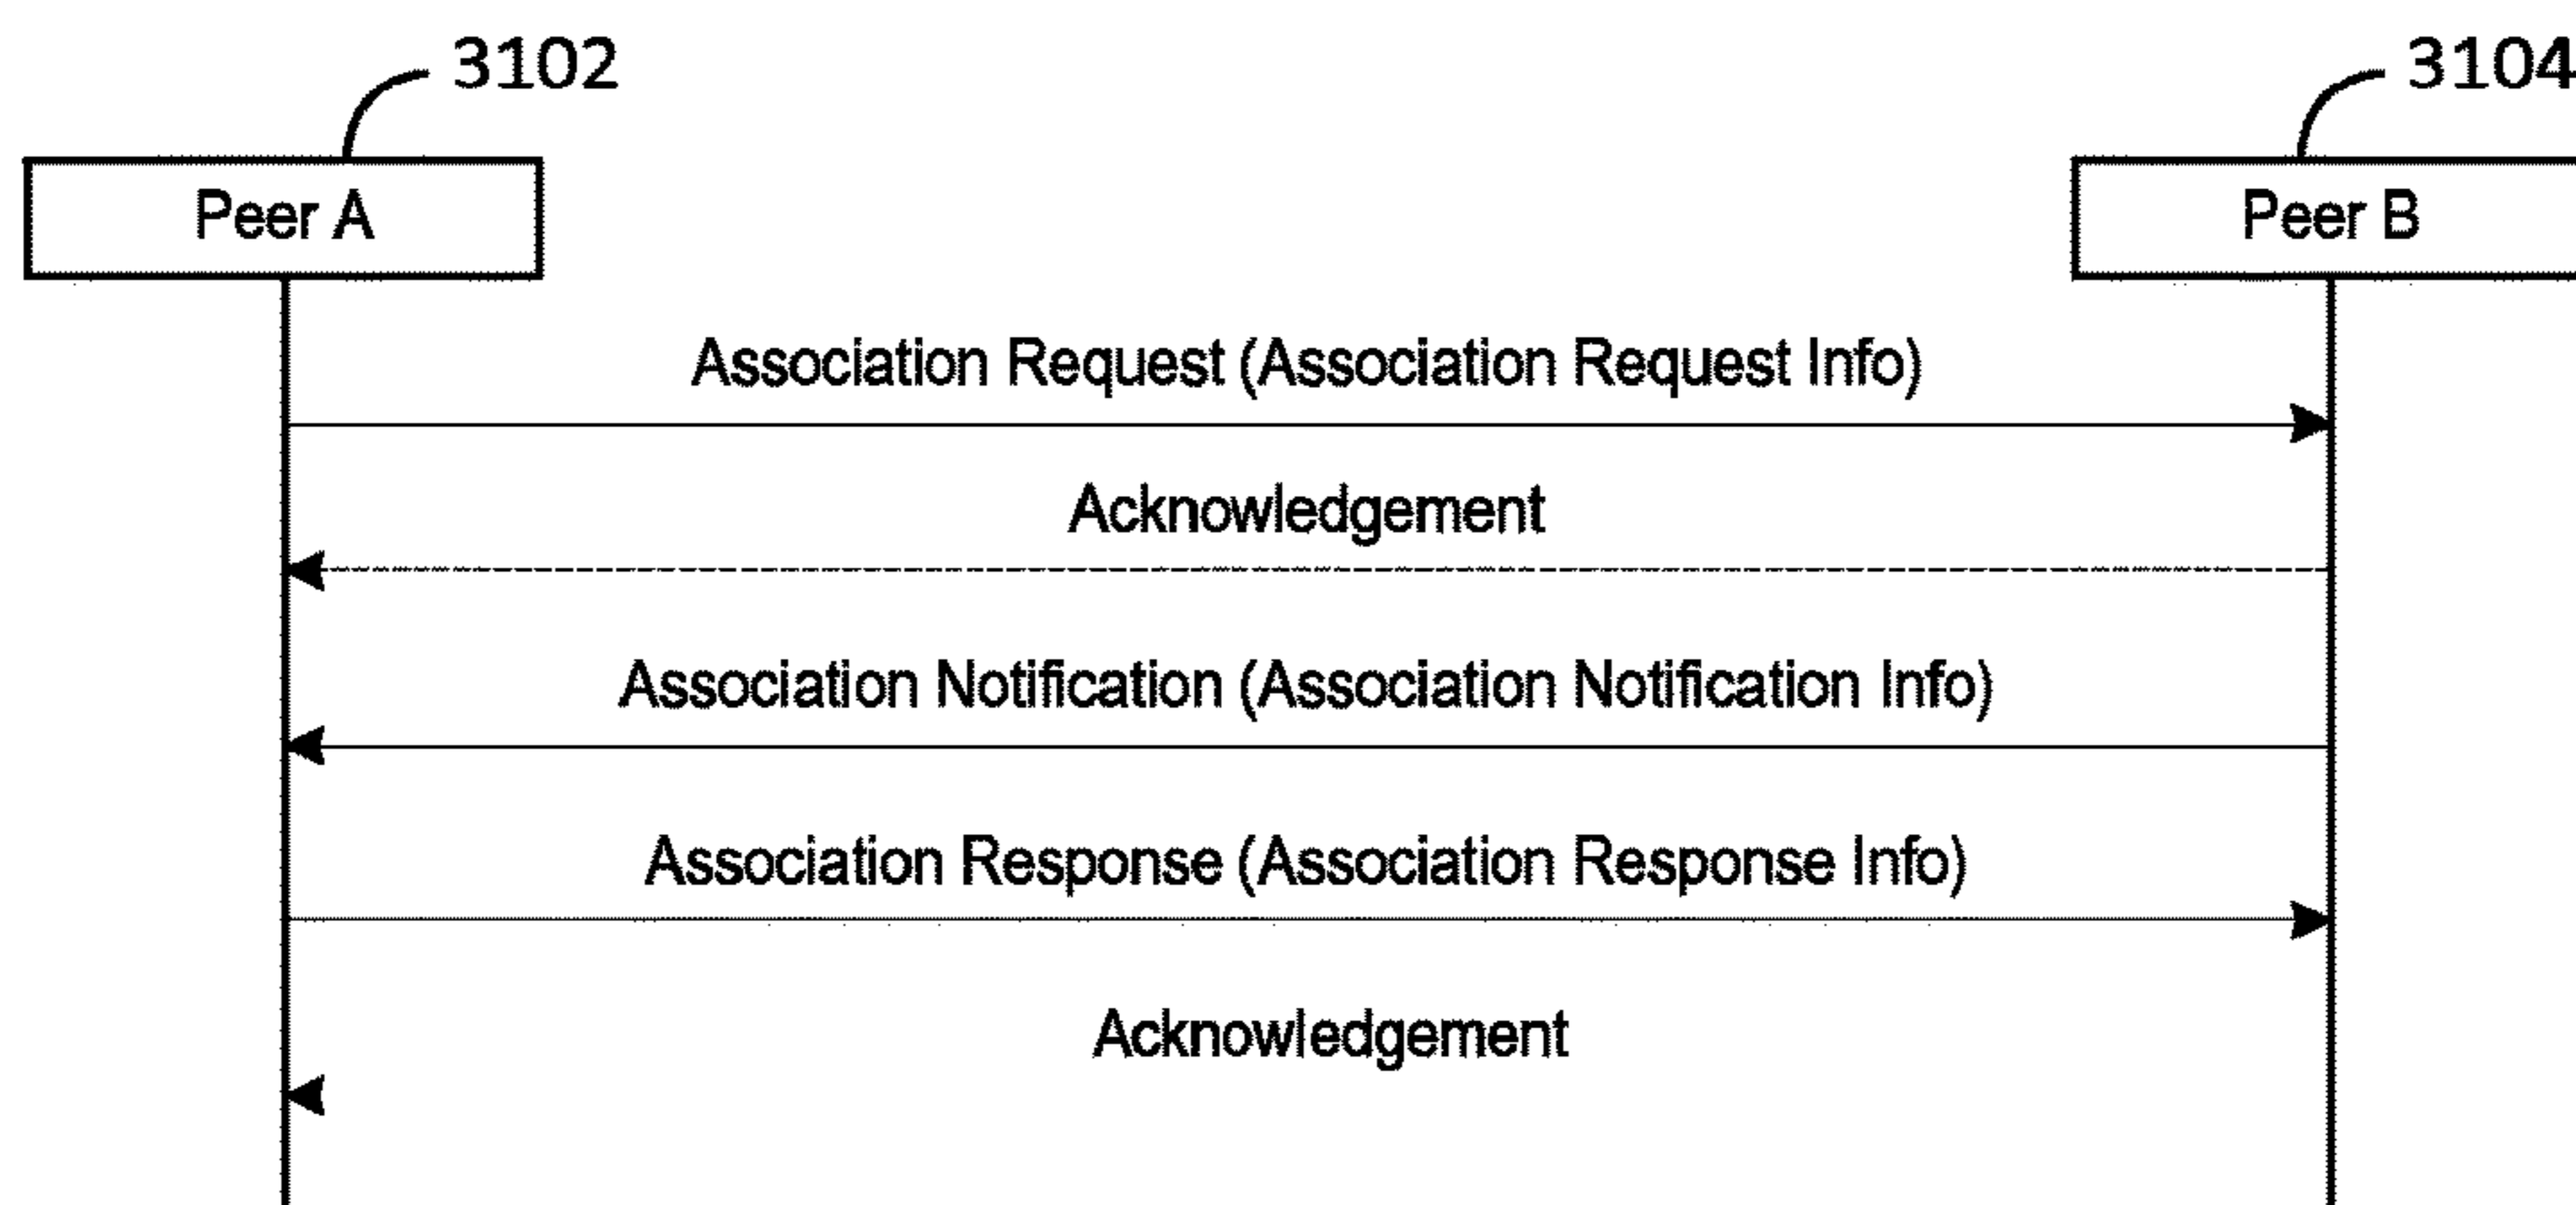 3102
3104
Peer A
Peer B
Association Request (Association Request Info)
Acknowledgement
Association Notification (Association Notification Info)
Association Response (Association Response Info)
Acknowledgement